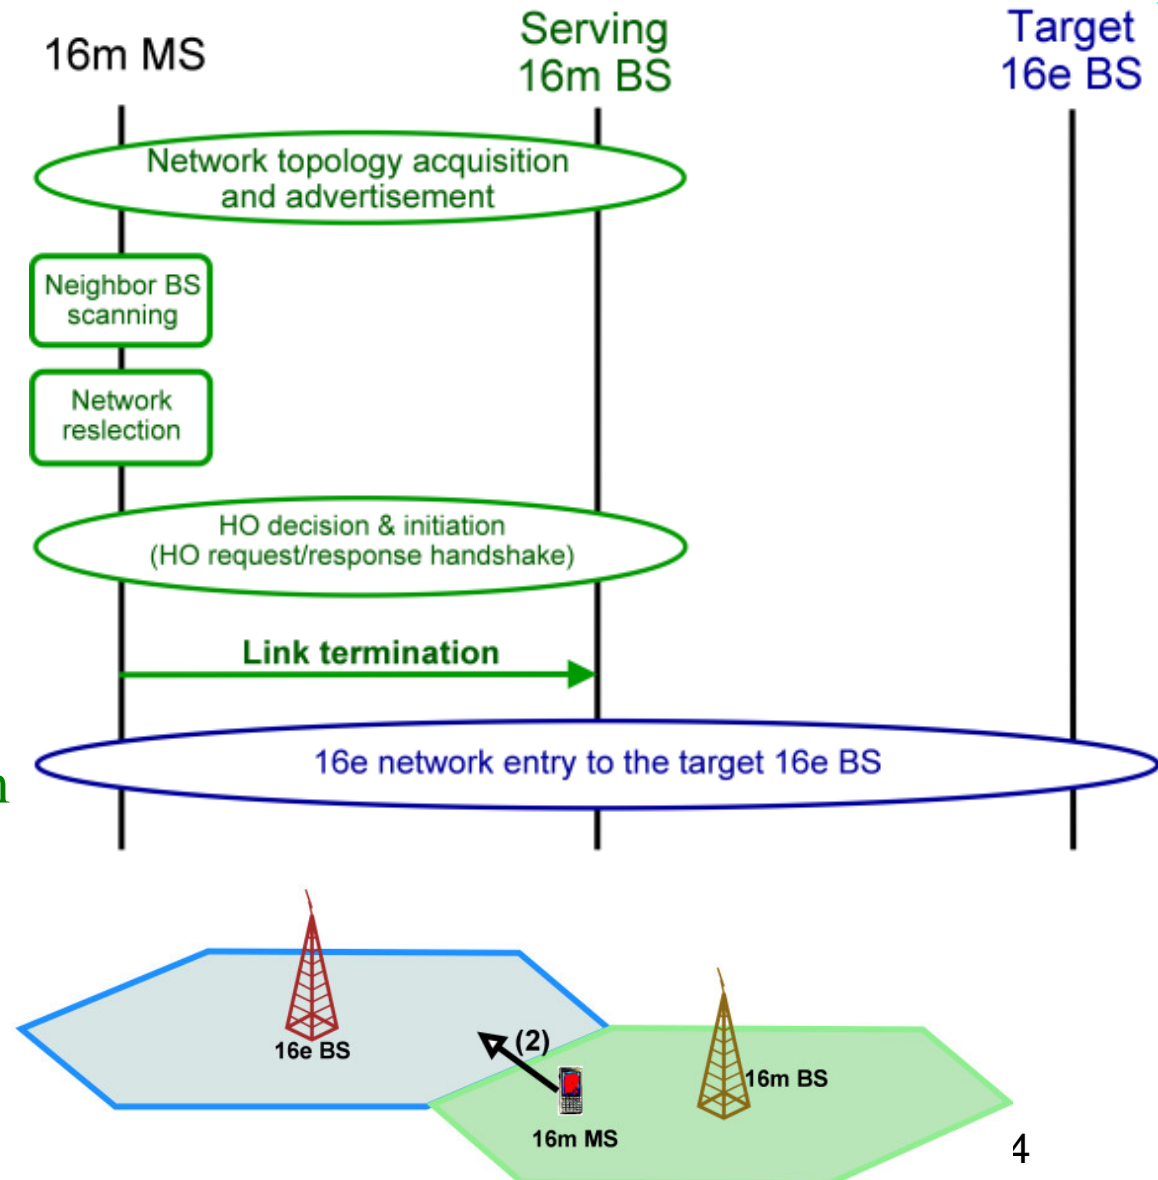 16m MS
Serving
16m BS
Target
16e BS
Network topology acquisition
and advertisement
Neighbor BS
scanning
Network
reslection
HO decision & initiation
(HO request/response handshake)
Link termination
16e network entry to the target 16e BS
(2)
16e BS
16m BS
16m MS
4